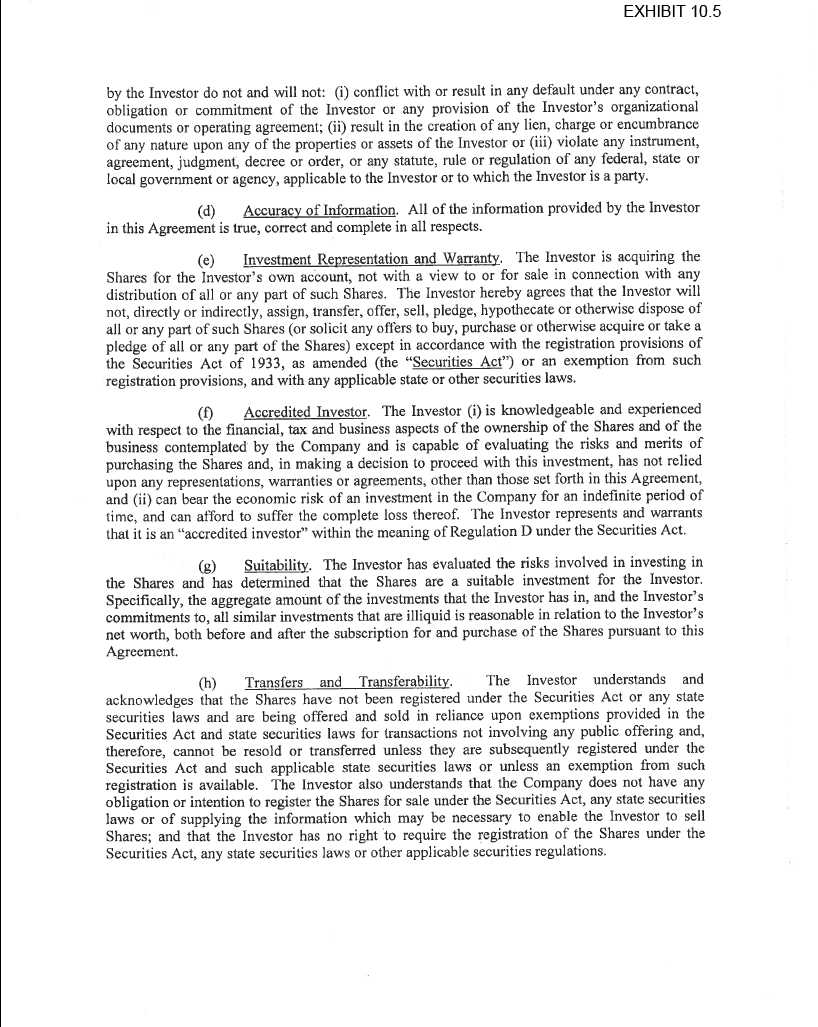 EXHIBIT 10.5
by the Investor do not and will not: (i) conflict with or result in any default under any contract,
obligation or commitment of the Investor or any provision of the Investor's organizational
documents or operating agreement; (ii) result in the creation of any lien, charge or encumbrance
of any nature upon any of the properties or assets of the Investor or (iii) violate any instrument,
agreement, judgment, decree or order, or any statute, rule or regulation of any federal, state or
local government or agency, applicable to the Investor or to which the Investor is a party.
(d) Accuracy of Information. All of the information provided by the Investor
in this Agreement is true, correct and complete in all respects.
(e) Investment Representation and Warranty. The Investor is acquiring the
Shares for the Investor's own account, not with a view to or for sale in connection with any
distribution of all or any part of such Shares. The Investor hereby agrees that the Investor will
not, directly or indirectly, assign, transfer, offer, sell, pledge, hypothecate or otherwise dispose of
all or any part of such Shares (or solicit any offers to buy, purchase or otherwise acquire or take a
pledge of all or any part of the Shares) except in accordance with the registration provisions of
the Securities Act of 1933, as amended (the "Securities Act") or an exemption from such
registration provisions, and with any applicable state or other securities laws.
(f) Accredited Investor. The Investor (i) is knowledgeable and experienced
with respect to the financial, tax and business aspects of the ownership of the Shares and of the
business contemplated by the Company and is capable of evaluating the risks and merits of
purchasing the Shares and, in making a decision to proceed with this investment, has not relied
upon any representations, warranties or agreements, other than those set forth in this Agreement,
and (ii) can bear the economic risk of an investment in the Company for an indefinite period of
time, and can afford to suffer the complete loss thereof. The Investor represents and warrants
that it is an "accredited investor" within the meaning of Regulation D under the Securities Act.
(g) Suitability. The Investor has evaluated the risks involved in investing in
the Shares and has determined that the Shares are a suitable investment for the Investor.
Specifically, the aggregate amount of the investments that the Investor has in, and the Investor's
commitments to, all similar investments that are illiquid is reasonable in relation to the Investor's
net worth, both before and after the subscription for and purchase of the Shares pursuant to this
Agreement.
(h) Transfers and Transferability. The Investor understands and
acknowledges that the Shares have not been registered under the Securities Act or any state
securities laws and are being offered and sold in reliance upon exemptions provided in the
Securities Act and state securities laws for transactions not involving any public offering and,
therefore, cannot be resold or transferred unless they are subsequently registered under the
Securities Act and such applicable state securities laws or unless an exemption from such
registration is available. The Investor also understands that the Company does not have any
obligation or intention to register the Shares for sale under the Securities Act, any state securities
laws or of supplying the information which may be necessary to enable the Investor to sell
Shares; and that the Investor has no right to require the registration of the Shares under the
Securities Act, any state securities laws or other applicable securities regulations.